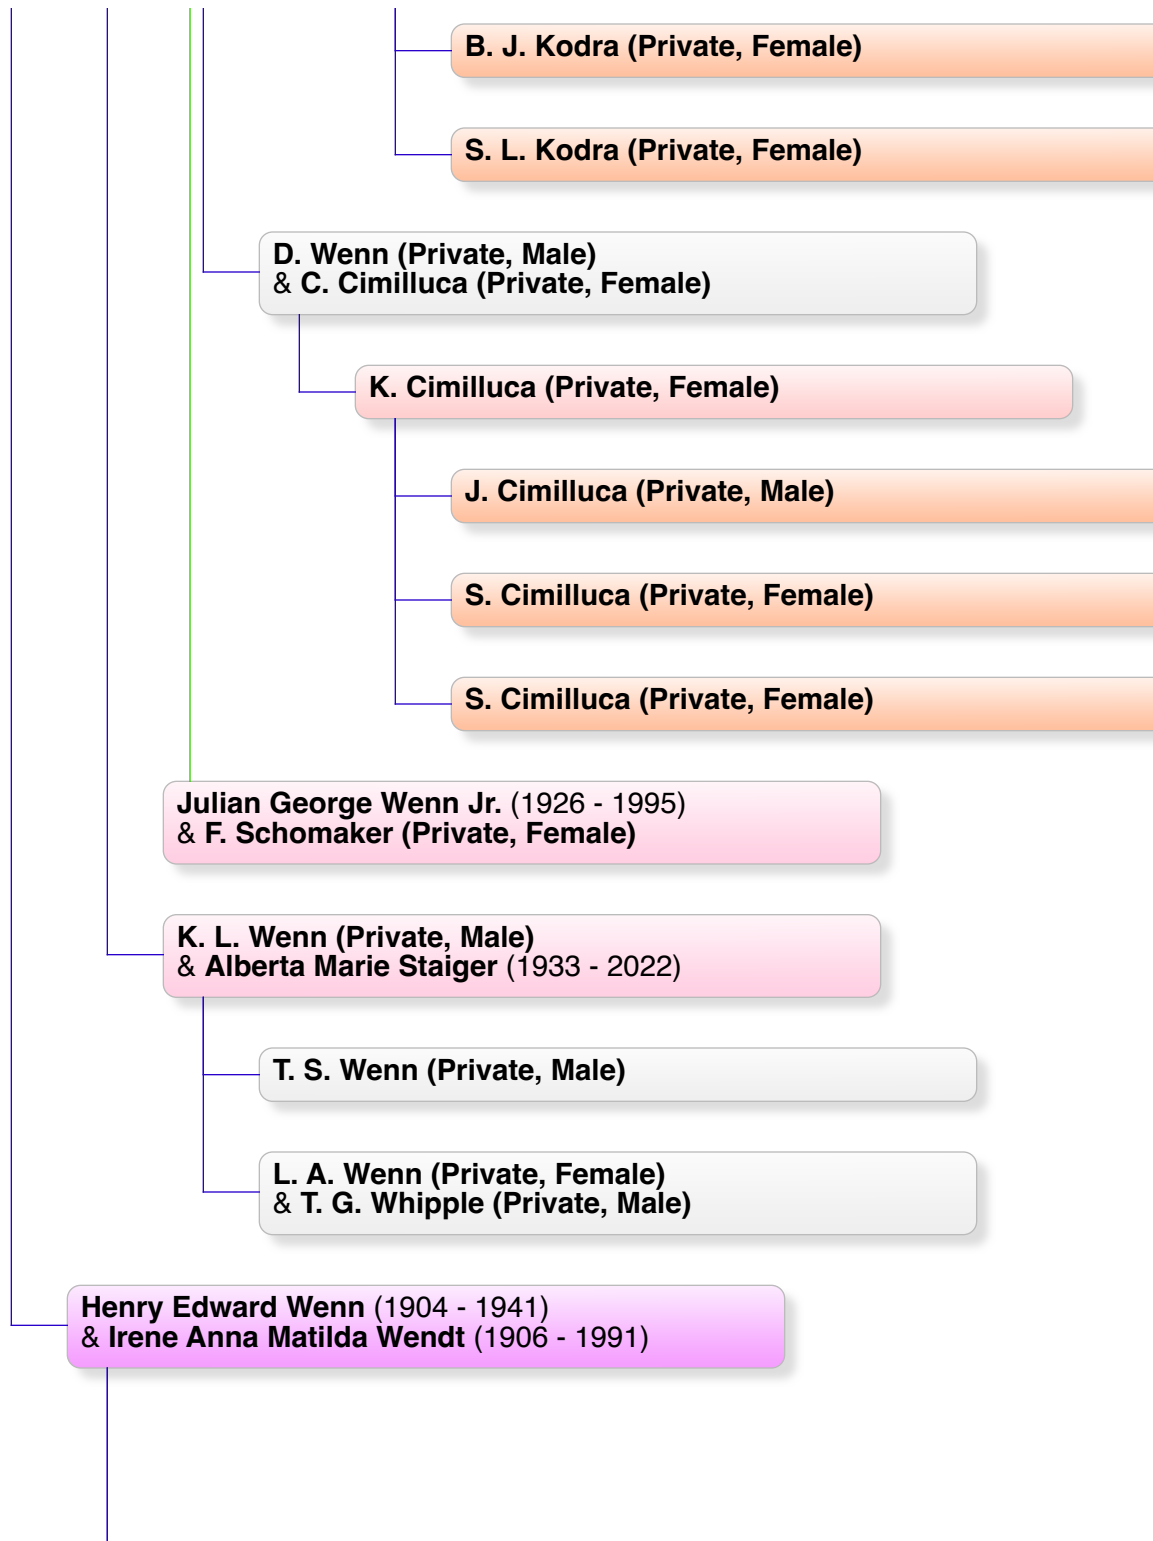 B. J. Kodra (Private, Female)
S. L. Kodra (Private, Female)
D. Wenn (Private, Male)
& C. Cimilluca (Private, Female)
K. Cimilluca (Private, Female)
J. Cimilluca (Private, Male)
S. Cimilluca (Private, Female)
S. Cimilluca (Private, Female)
Julian George Wenn Jr. (1926 - 1995)
& F. Schomaker (Private, Female)
K. L. Wenn (Private, Male)
& Alberta Marie Staiger (1933 - 2022)
T. S. Wenn (Private, Male)
L. A. Wenn (Private, Female)
& T. G. Whipple (Private, Male)
Henry Edward Wenn (1904 - 1941)
& Irene Anna Matilda Wendt (1906 - 1991)